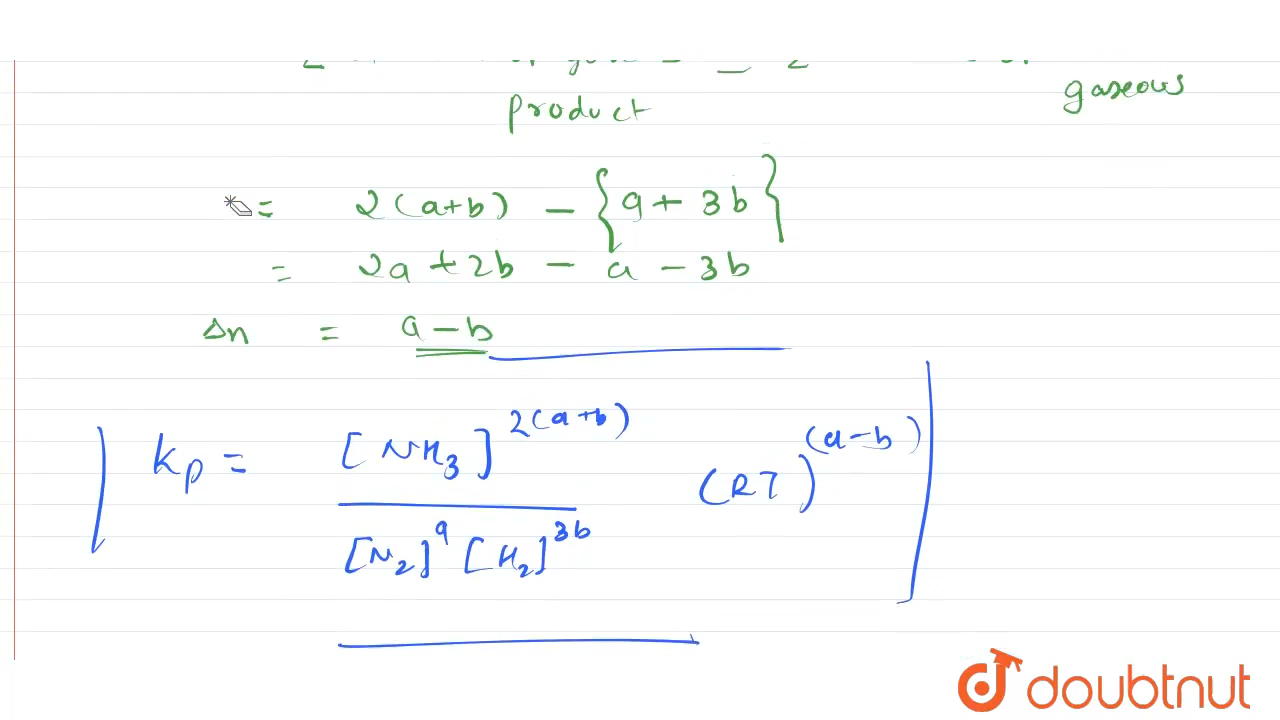 gaseous
product
= 2(a+b) - {a + 3b}
= 2a + 2b - a - 3b
Δn = a - b
Kp = [NH3]^2(a+b) / [N2]^a [H2]^3b (RT)^(a-b)
doubtnut